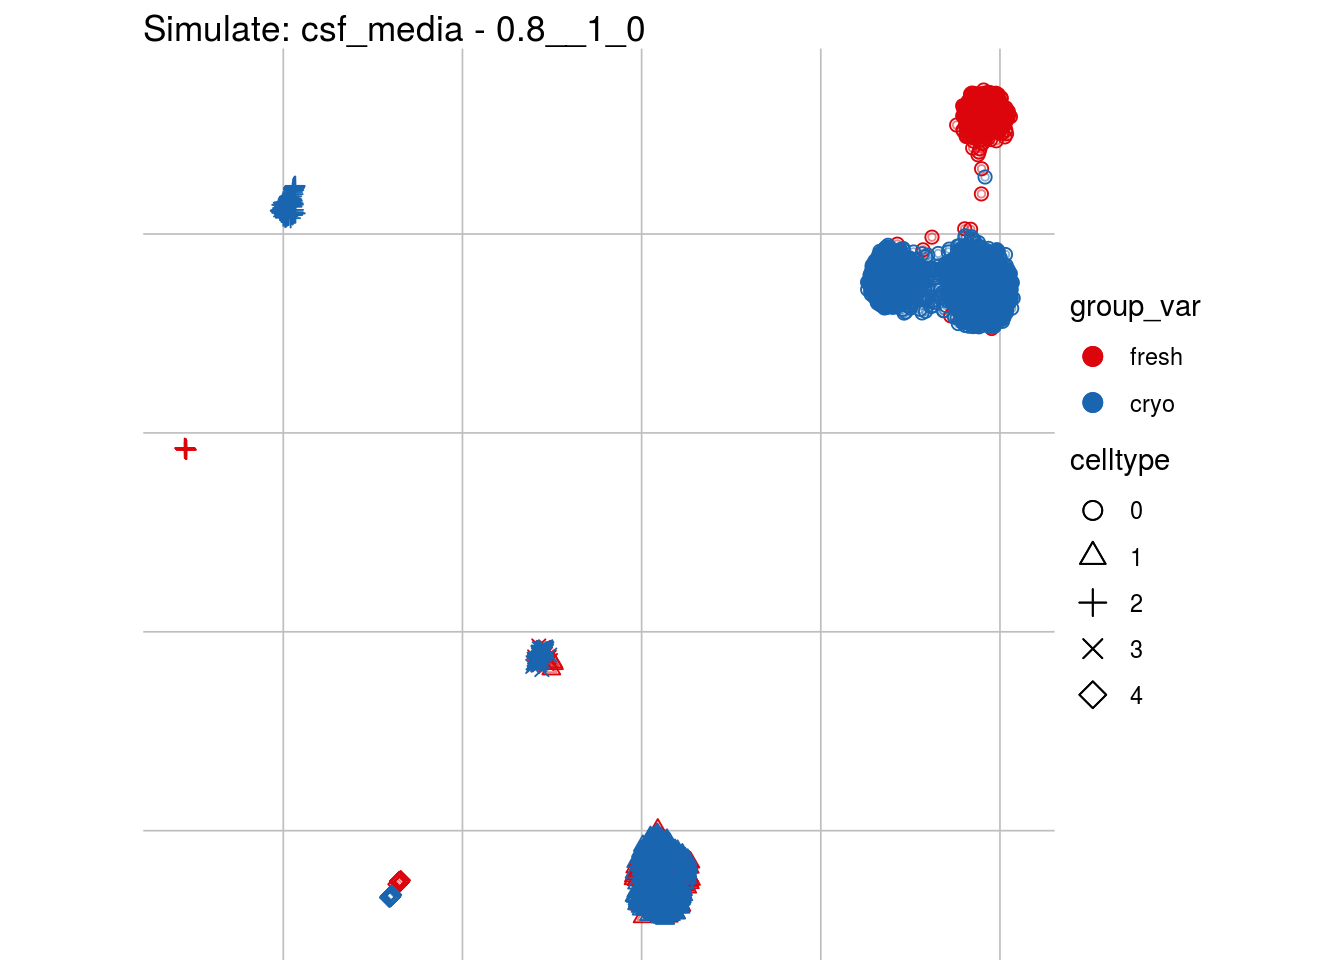 Simulate: csf_media - 0.8__1_0
group_var
fresh
cryo
celltype
0
1
2
3
4